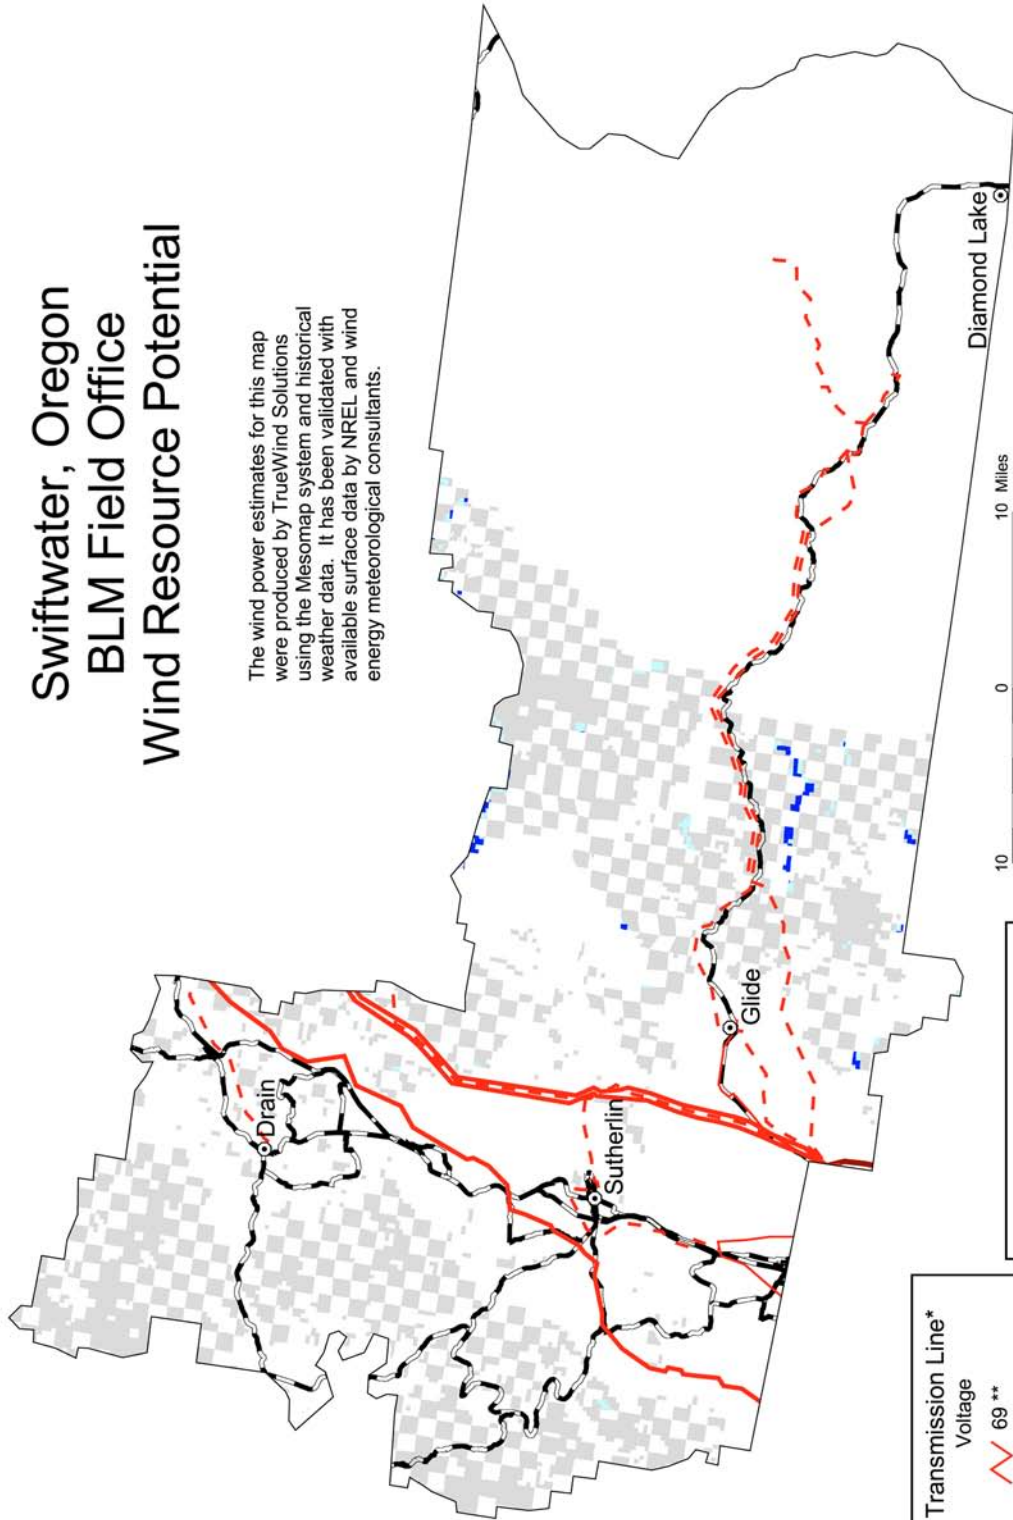 Swiftwater, Oregon
BLM Field Office
Wind Resource Potential
The wind power estimates for this map
were produced by TrueWind Solutions
using the Mesomap system and historical
weather data.  It has been validated with
available surface data by NREL and wind
energy meteorological consultants.
Drain
Sutherlin
Glide
Diamond Lake
10 0 10 Miles
Transmission Line*
Voltage
69 **